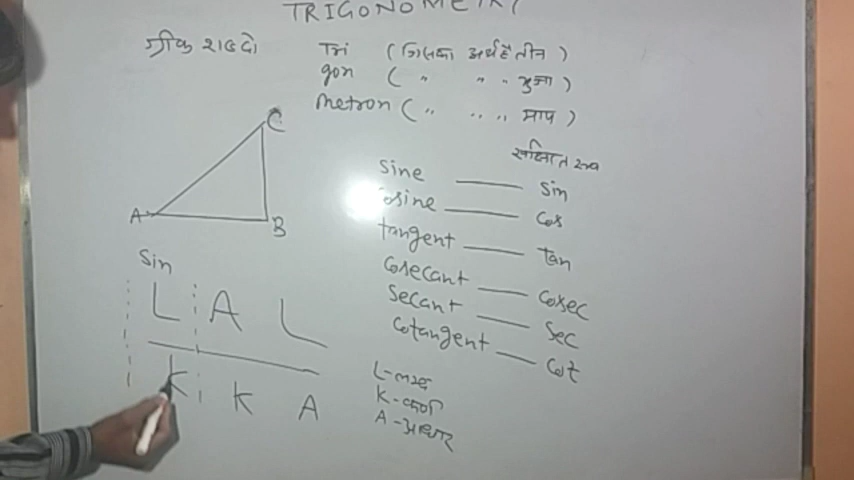 TRIGONOMETRY
ग्रीक शब्दो
Tri (जिसका अर्थ है तीन)
gon ( " " " भुजा)
Metron ( " " " " माप)
C
A
B
संक्षिप्त रूप
Sine — Sin
Cosine — Cos
tangent — tan
Cosecant — Cosec
Secant — Sec
Cotangent — Cot
Sin
L A L
K K A
L-लम्ब
K-कर्ण
A-आधार